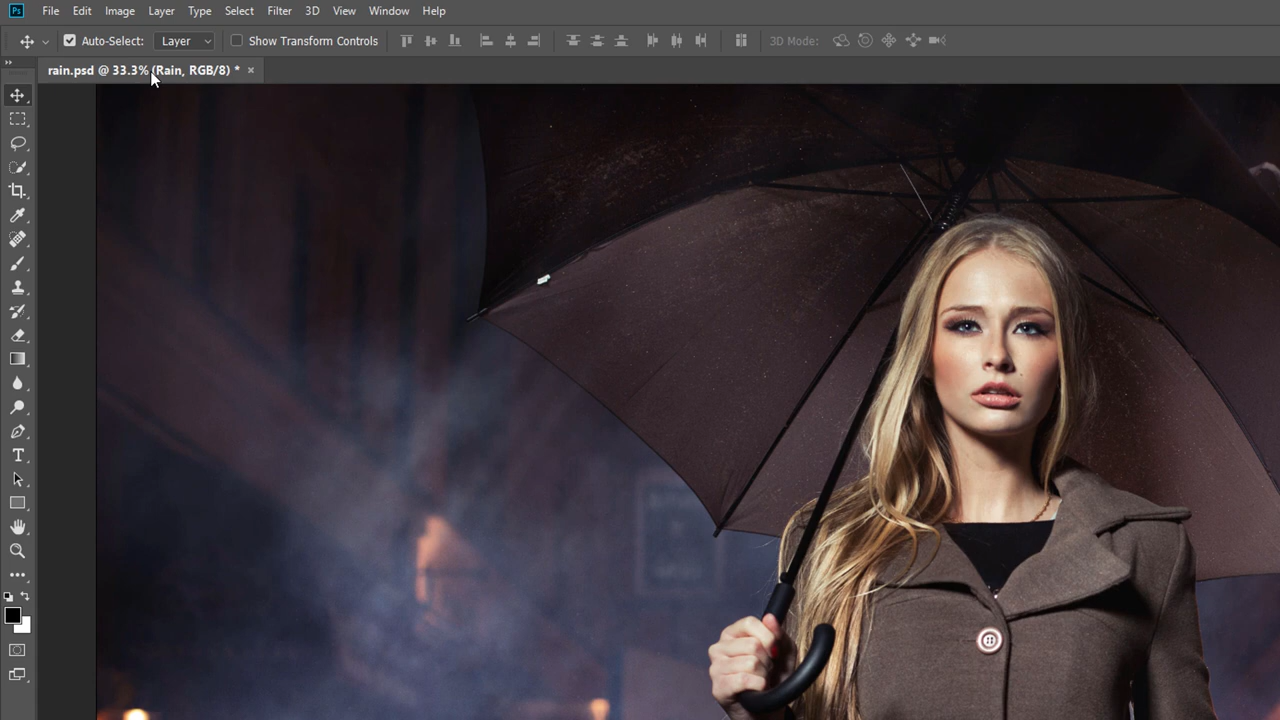 Ps File Edit Image Layer Type Select Filter 3D View Window Help
Auto-Select: Layer Show Transform Controls 3D Mode:
rain.psd @ 33.3% (Rain, RGB/8) * ×
T